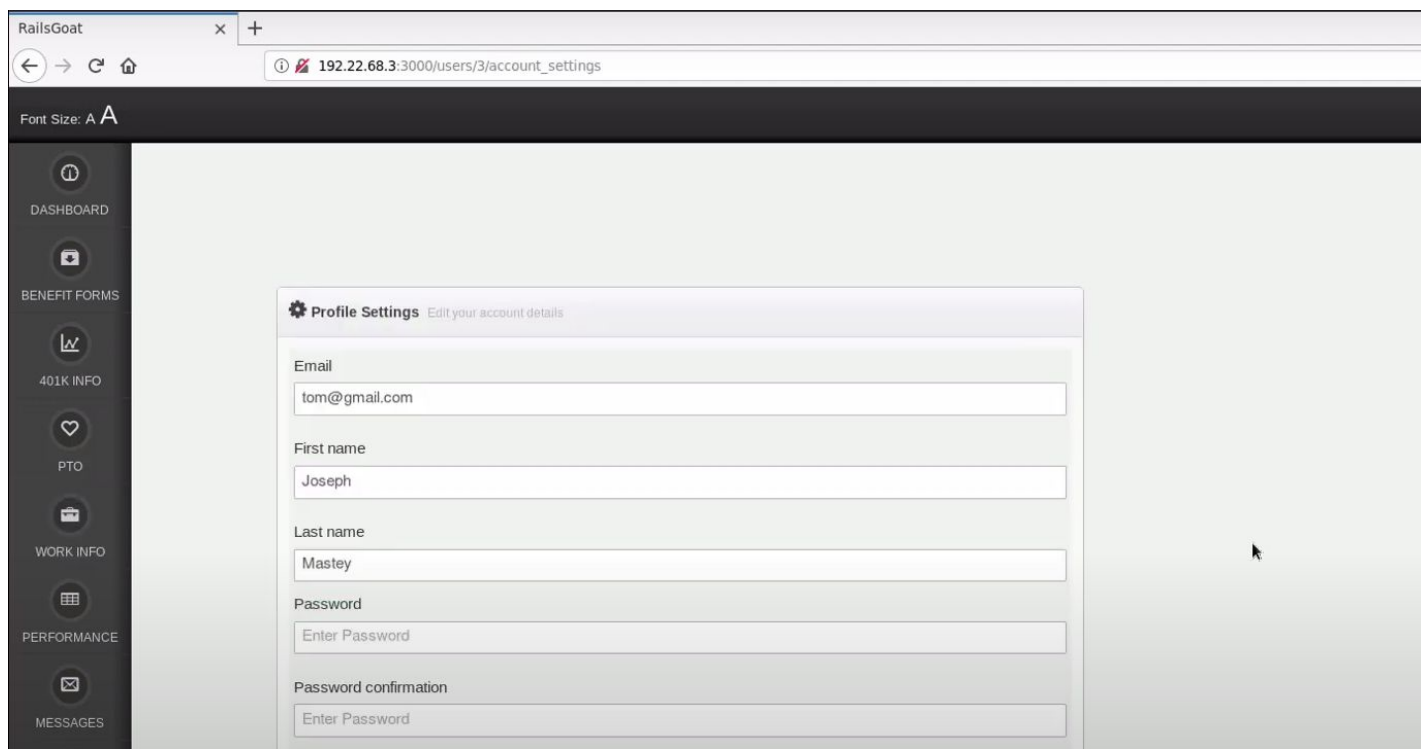 RailsGoat
192.22.68.3:3000/users/3/account_settings
Font Size: A A
DASHBOARD
BENEFIT FORMS
401K INFO
PTO
WORK INFO
PERFORMANCE
MESSAGES
Profile Settings Edit your account details
Email
tom@gmail.com
First name
Joseph
Last name
Mastey
Password
Enter Password
Password confirmation
Enter Password